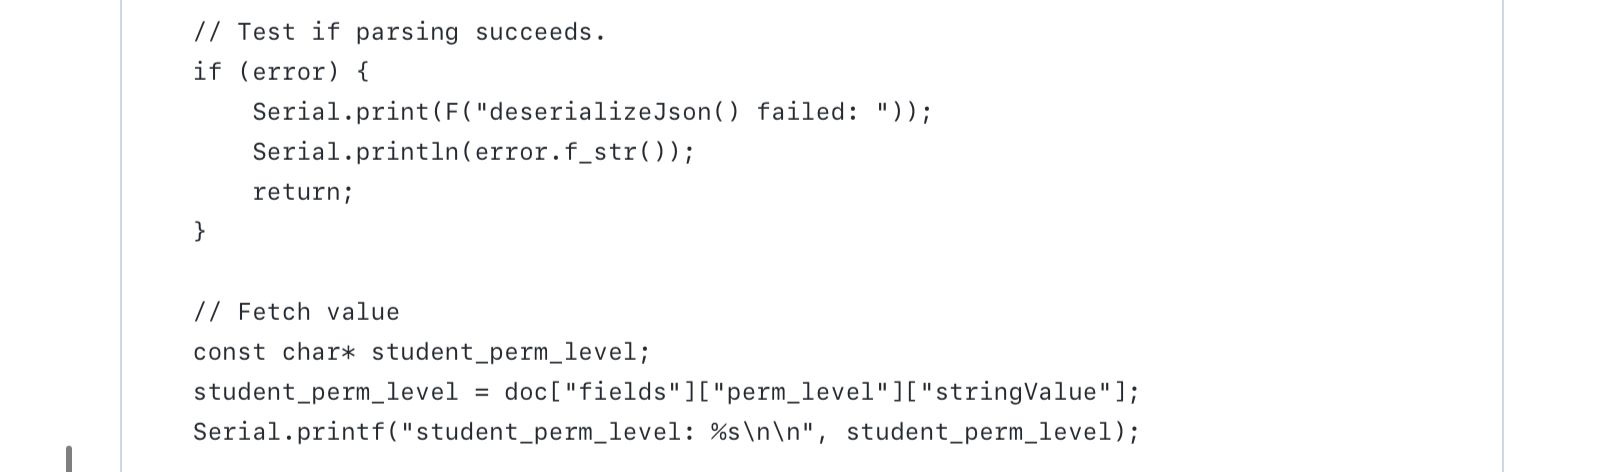 // Test if parsing succeeds.
if (error) {
    Serial.print(F("deserializeJson() failed: "));
    Serial.println(error.f_str());
    return;
}

// Fetch value
const char* student_perm_level;
student_perm_level = doc["fields"]["perm_level"]["stringValue"];
Serial.printf("student_perm_level: %s\n\n", student_perm_level);